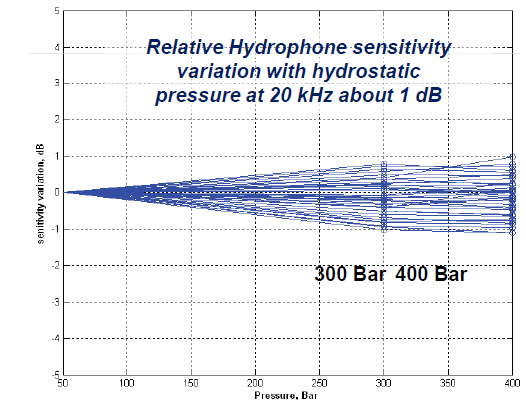 5
Relative Hydrophone sensitivity
4
variation with hydrostatic
3
pressure at 20 kHz about 1 dB
2
1
0
-1
-2
300 Bar 400 Bar
-3
-4
-5
senitivity variation, dB
50 100 150 200 250 300 350 400
Pressure, Bar